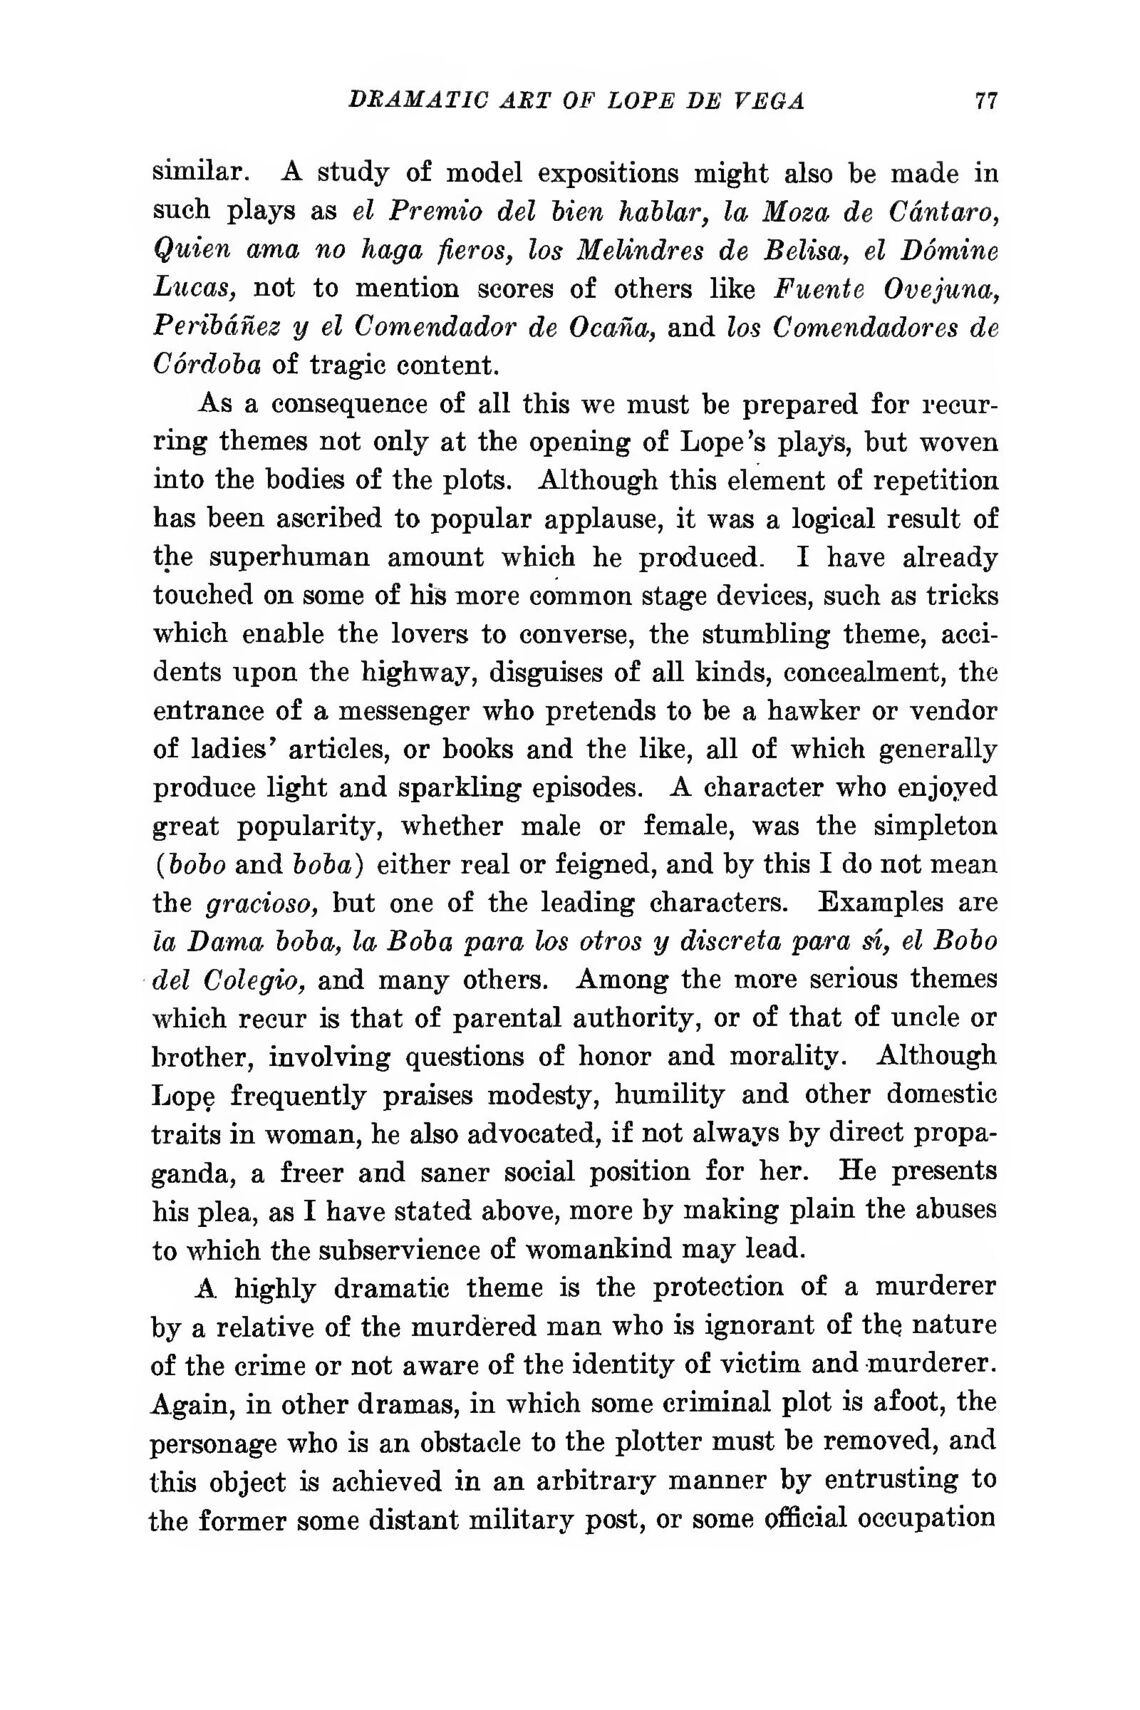 DRAMATIC ART OF LOPE DE VEGA 77
similar. A study of model expositions might also be made in
such plays as el Premio del bien hablar, la Moza de Cántaro,
Quien ama no haga fieros, los Melindres de Belisa, el Dómine
Lucas, not to mention scores of others like Fuente Ovejuna,
Peribáñez y el Comendador de Ocaña, and los Comendadores de
Córdoba of tragic content.
As a consequence of all this we must be prepared for recur-
ring themes not only at the opening of Lope's plays, but woven
into the bodies of the plots. Although this element of repetition
has been ascribed to popular applause, it was a logical result of
the superhuman amount which he produced. I have already
touched on some of his more common stage devices, such as tricks
which enable the lovers to converse, the stumbling theme, acci-
dents upon the highway, disguises of all kinds, concealment, the
entrance of a messenger who pretends to be a hawker or vendor
of ladies' articles, or books and the like, all of which generally
produce light and sparkling episodes. A character who enjoyed
great popularity, whether male or female, was the simpleton
(bobo and boba) either real or feigned, and by this I do not mean
the gracioso, but one of the leading characters. Examples are
la Dama boba, la Boba para los otros y discreta para sí, el Bobo
del Colegio, and many others. Among the more serious themes
which recur is that of parental authority, or of that of uncle or
brother, involving questions of honor and morality. Although
Lope frequently praises modesty, humility and other domestic
traits in woman, he also advocated, if not always by direct propa-
ganda, a freer and saner social position for her. He presents
his plea, as I have stated above, more by making plain the abuses
to which the subservience of womankind may lead.
A highly dramatic theme is the protection of a murderer
by a relative of the murdered man who is ignorant of the nature
of the crime or not aware of the identity of victim and murderer.
Again, in other dramas, in which some criminal plot is afoot, the
personage who is an obstacle to the plotter must be removed, and
this object is achieved in an arbitrary manner by entrusting to
the former some distant military post, or some official occupation